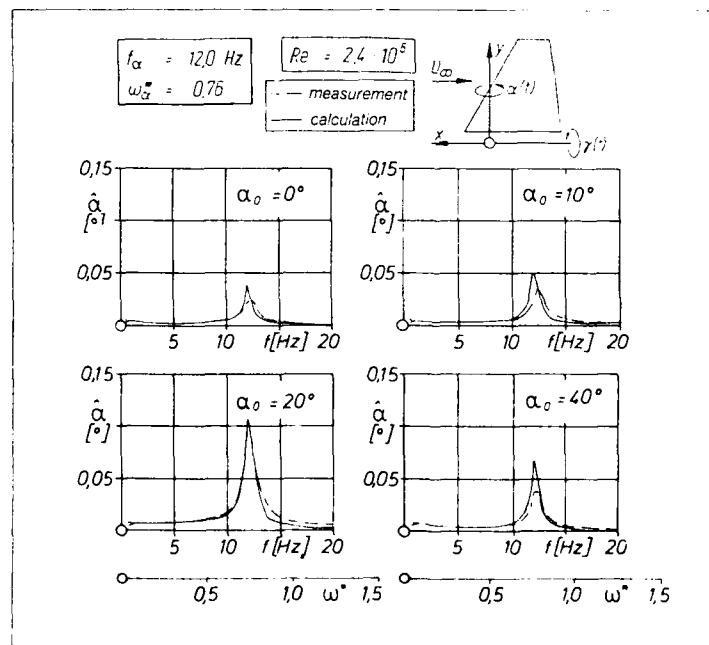 f_α = 12,0 Hz
ω*_α = 0,76
Re = 2,4 · 10⁵
measurement
calculation
U∞
y
α(t)
x
γ(t)
0,15
α̂
[°]
0,05
α₀ = 0°
5
10
f[Hz]
20
0,15
α̂
[°]
0,05
α₀ = 10°
5
10
f[Hz]
20
0,15
α̂
[°]
0,05
α₀ = 20°
5
10
f[Hz]
20
0,15
α̂
[°]
0,05
α₀ = 40°
5
10
f[Hz]
20
0,5
1,0
ω*
1,5
0,5
1,0
ω*
1,5